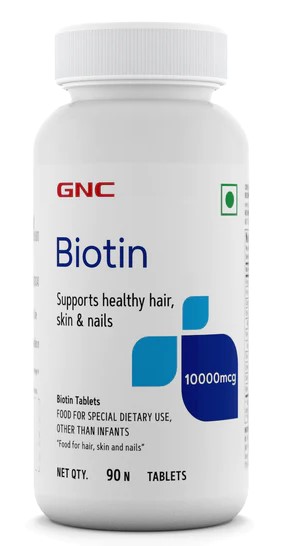 GNC
Biotin
Supports healthy hair,
skin & nails
10000mcg
Biotin Tablets
FOOD FOR SPECIAL DIETARY USE,
OTHER THAN INFANTS
"Food for hair, skin and nails"
NET QTY. 90 N TABLETS